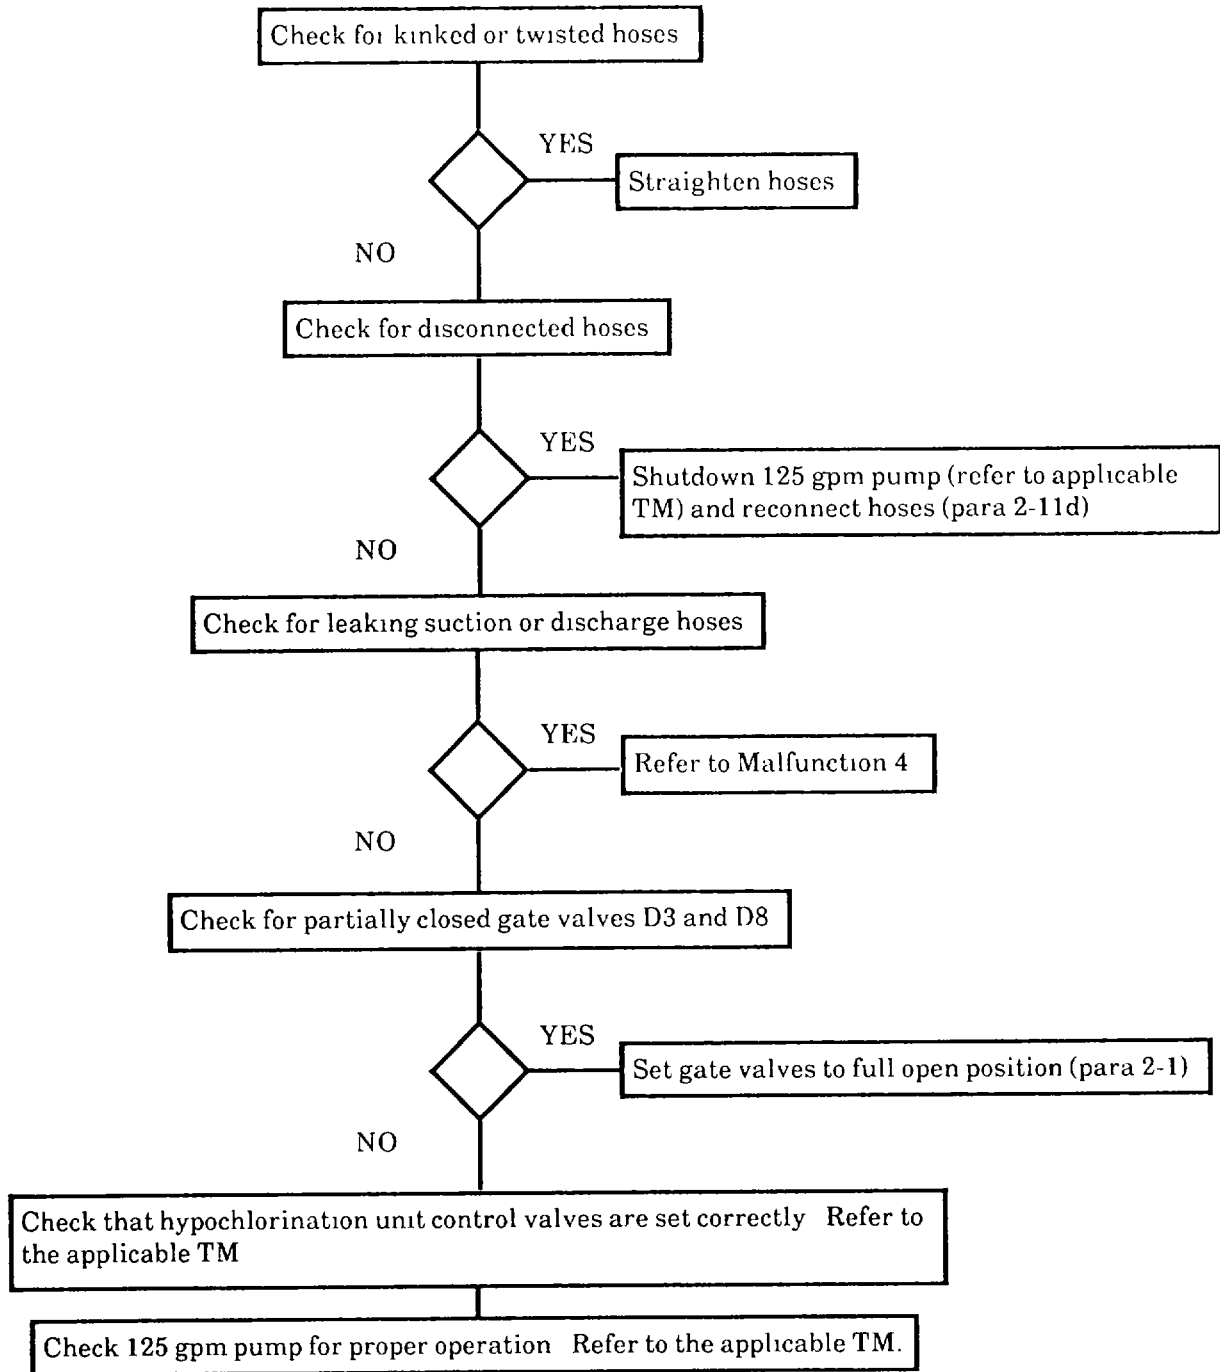 Check for kinked or twisted hoses
YES
Straighten hoses
NO
Check for disconnected hoses
YES
Shutdown 125 gpm pump (refer to applicable
TM) and reconnect hoses (para 2-11d)
NO
Check for leaking suction or discharge hoses
YES
Refer to Malfunction 4
NO
Check for partially closed gate valves D3 and D8
YES
Set gate valves to full open position (para 2-1)
NO
Check that hypochlorination unit control valves are set correctly Refer to
the applicable TM
Check 125 gpm pump for proper operation Refer to the applicable TM.